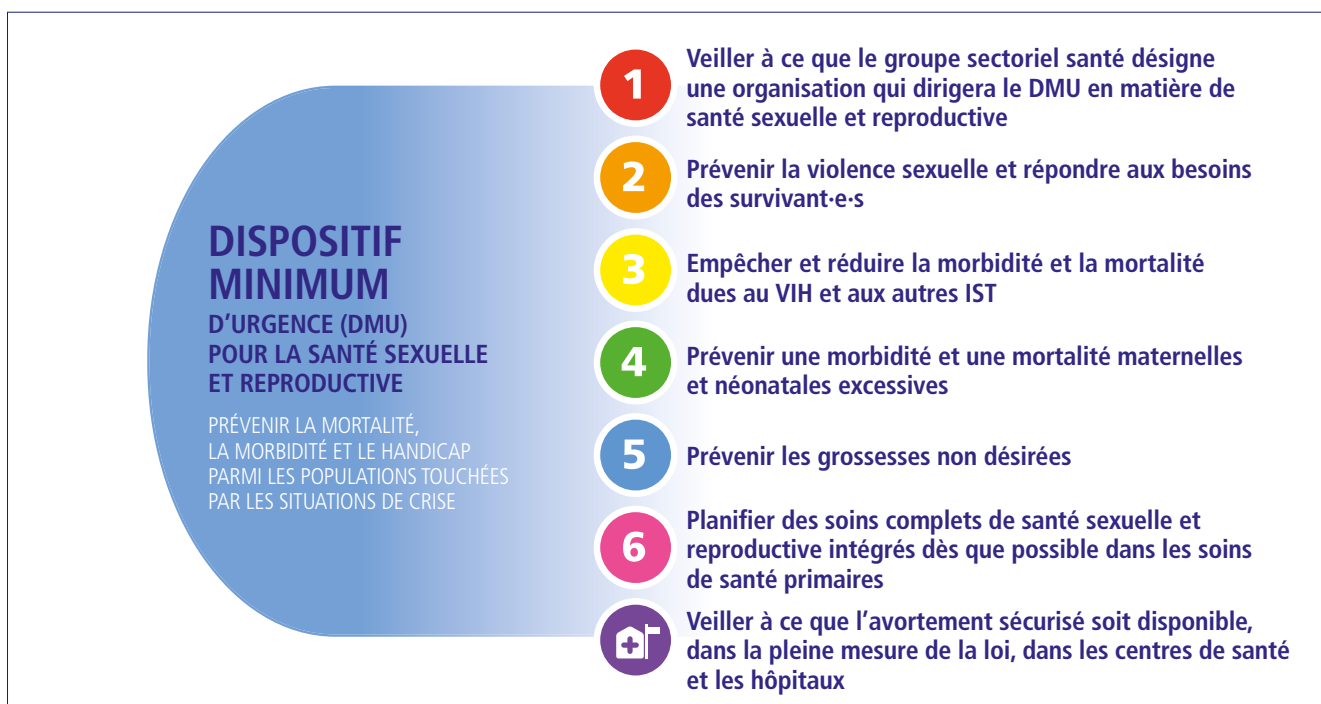 DISPOSITIF
MINIMUM
D'URGENCE (DMU)
POUR LA SANTÉ SEXUELLE
ET REPRODUCTIVE
PRÉVENIR LA MORTALITÉ,
LA MORBIDITÉ ET LE HANDICAP
PARMI LES POPULATIONS TOUCHÉES
PAR LES SITUATIONS DE CRISE
1
Veiller à ce que le groupe sectoriel santé désigne
une organisation qui dirigera le DMU en matière de
santé sexuelle et reproductive
2
Prévenir la violence sexuelle et répondre aux besoins
des survivant·e·s
3
Empêcher et réduire la morbidité et la mortalité
dues au VIH et aux autres IST
4
Prévenir une morbidité et une mortalité maternelles
et néonatales excessives
5
Prévenir les grossesses non désirées
6
Planifier des soins complets de santé sexuelle et
reproductive intégrés dès que possible dans les soins
de santé primaires
Veiller à ce que l’avortement sécurisé soit disponible,
dans la pleine mesure de la loi, dans les centres de santé
et les hôpitaux